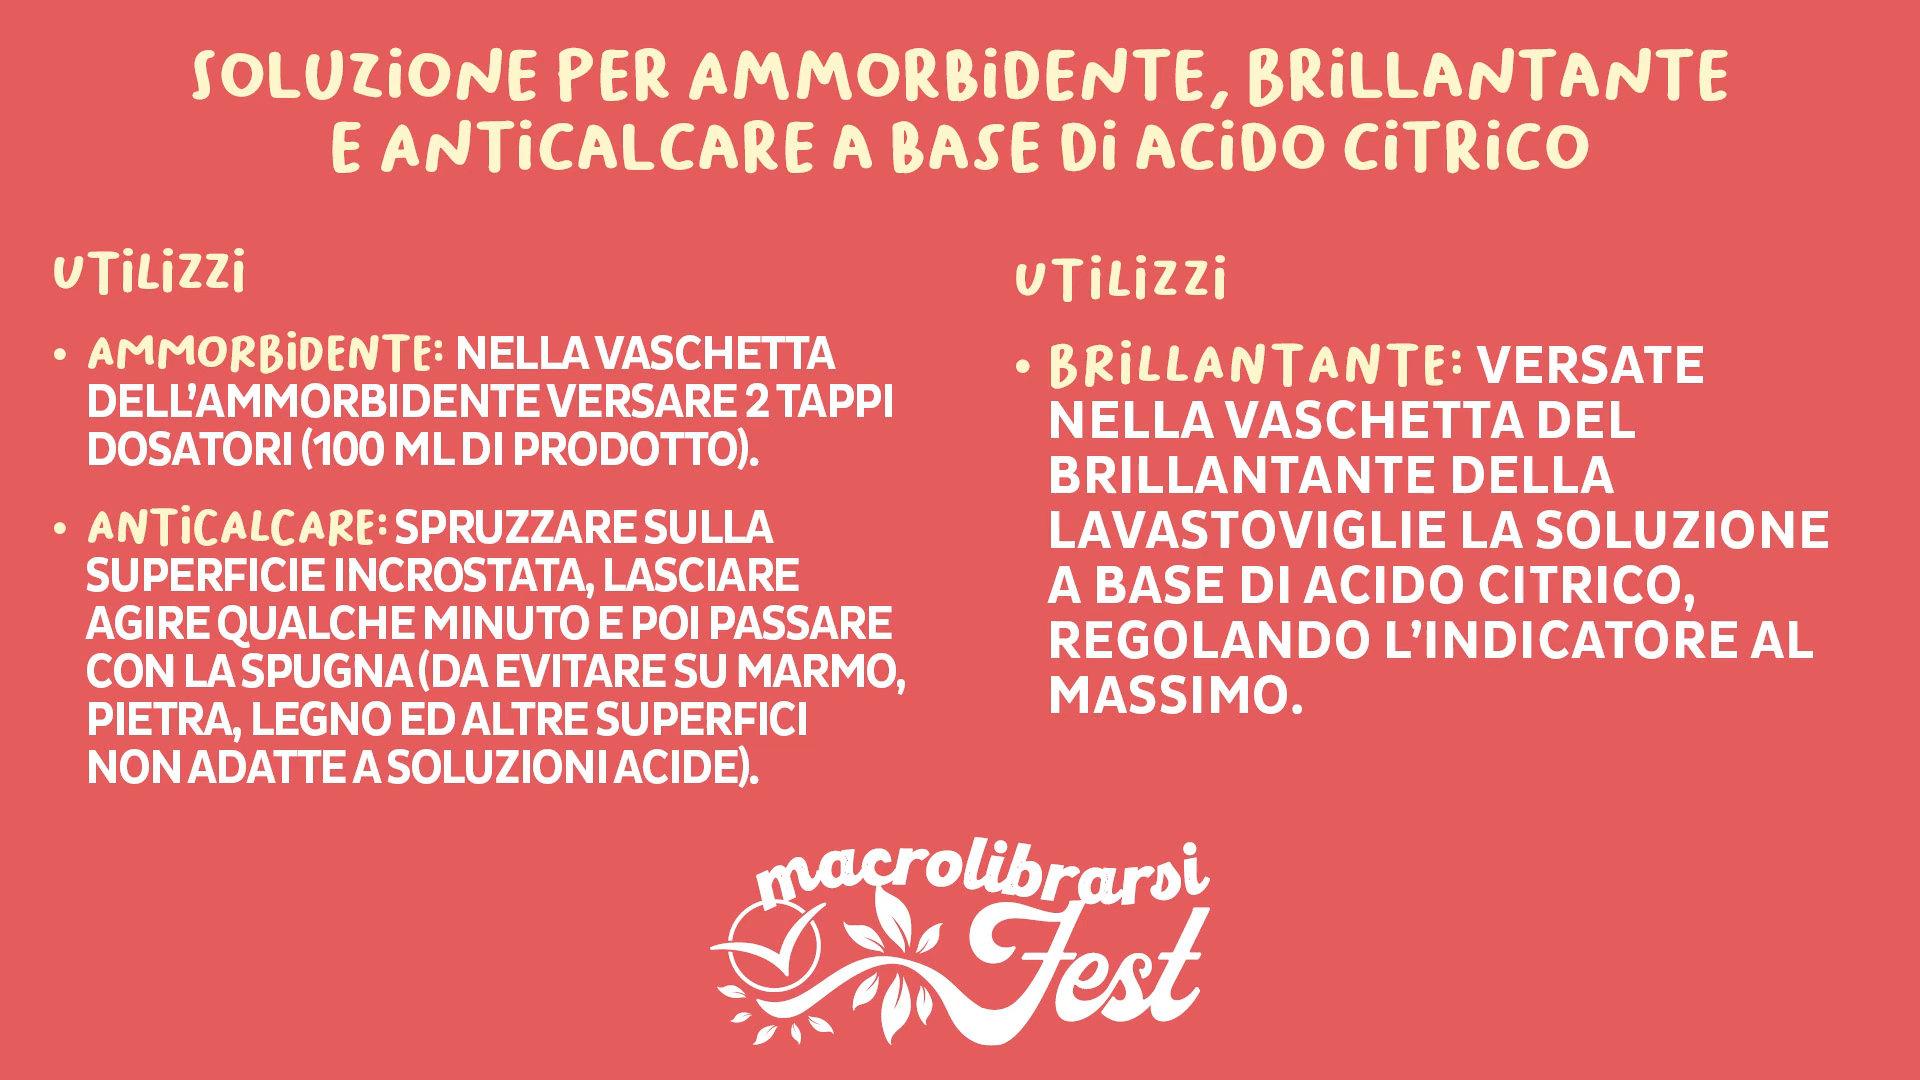 SOLUZiONE PER AMMORBiDENTE, BRiLLANTANTE
E ANTiCALCARE A BASE Di ACiDO CiTRiCO
UTiLiZZi
• AMMORBiDENTE: NELLA VASCHETTA
DELL’AMMORBIDENTE VERSARE 2 TAPPI
DOSATORI (100 ML DI PRODOTTO).
• ANTiCALCARE: SPRUZZARE SULLA
SUPERFICIE INCROSTATA, LASCIARE
AGIRE QUALCHE MINUTO E POI PASSARE
CON LA SPUGNA (DA EVITARE SU MARMO,
PIETRA, LEGNO ED ALTRE SUPERFICI
NON ADATTE A SOLUZIONI ACIDE).
UTiLiZZi
• BRiLLANTANTE: VERSATE
NELLA VASCHETTA DEL
BRILLANTANTE DELLA
LAVASTOVIGLIE LA SOLUZIONE
A BASE DI ACIDO CITRICO,
REGOLANDO L’INDICATORE AL
MASSIMO.
macrolibrarsi
Fest